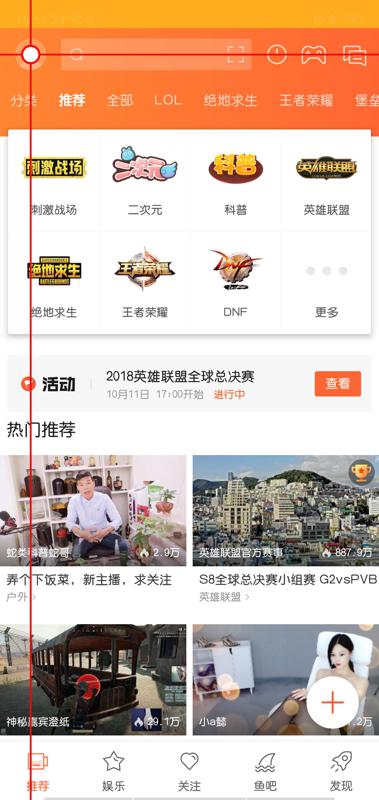 分类 推荐 全部 LOL 绝地求生 王者荣耀 堡垒
刺激战场 二次元 科普 英雄联盟
刺激战场 二次元 科普 英雄联盟
绝地求生 王者荣耀 DNF
BATTLEGROUNDS
绝地求生 王者荣耀 DNF 更多
活动 2018英雄联盟全球总决赛 查看
10月11日 17:00开始 进行中
热门推荐
蛇类科普蛇哥 2.9万 英雄联盟官方赛事 887.9万
弄个下饭菜，新主播，求关注 S8全球总决赛小组赛 G2vsPVB
户外 > 英雄联盟 >
神秘嘉宾澄纸 29.1万 小a懿
推荐 娱乐 关注 鱼吧 发现